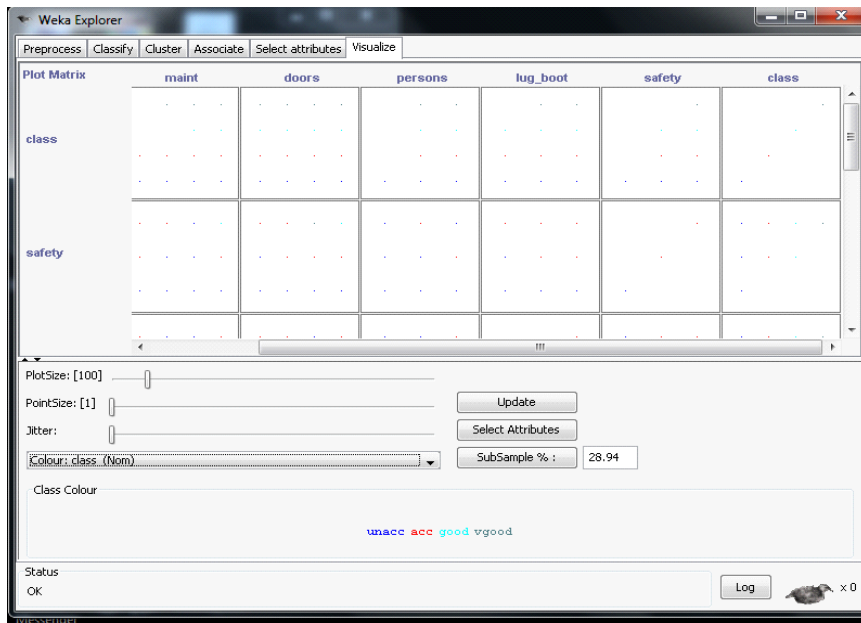 Weka Explorer
Preprocess Classify Cluster Associate Select attributes Visualize
Plot Matrix maint doors persons lug_boot safety class
class
safety
PlotSize: [100]
PointSize: [1]
Update
Jitter:
Select Attributes
Colour: class (Nom)
SubSample % : 28.94
Class Colour
unacc acc good vgood
Status
OK
Log
x 0
Messenger